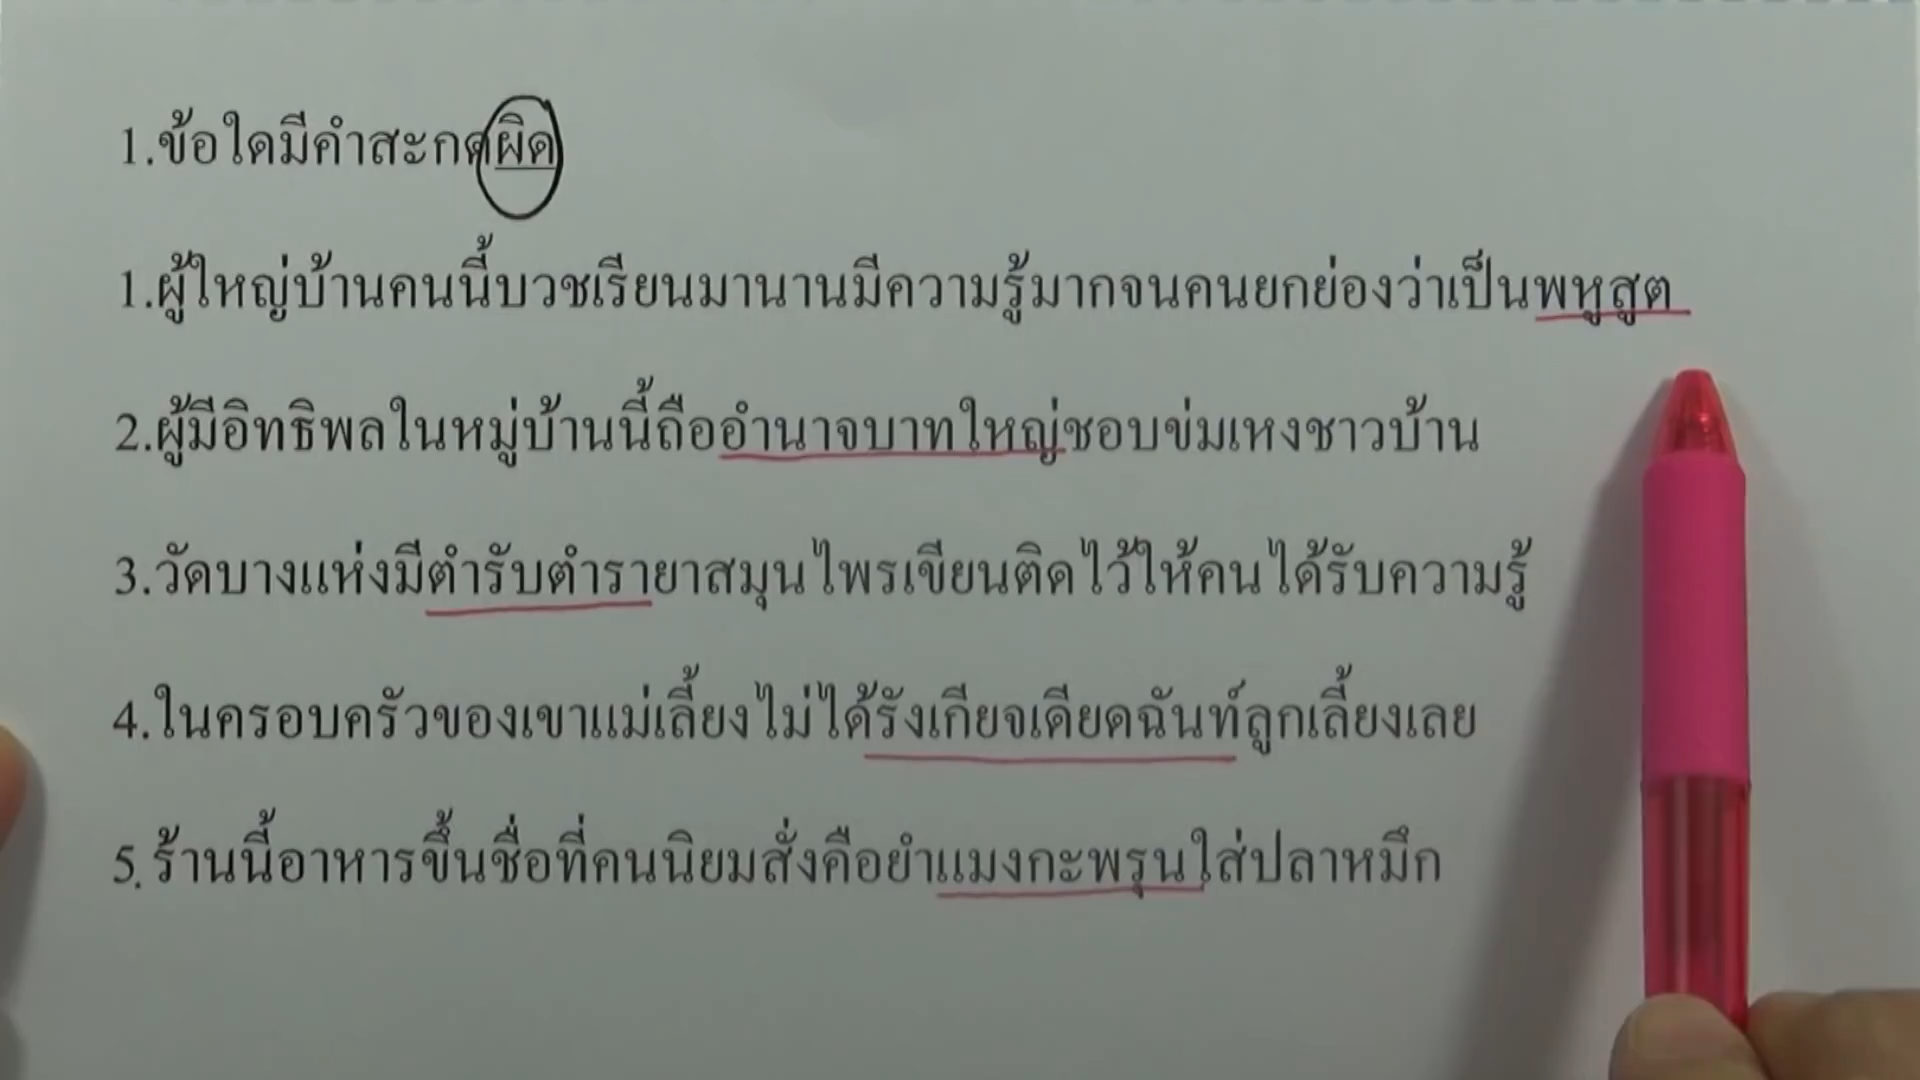 1.ข้อใดมีคำสะกดผิด
1.ผู้ใหญ่บ้านคนนี้บวชเรียนมานานมีความรู้มากจนคนยกย่องว่าเป็นพหูสูต
2.ผู้มีอิทธิพลในหมู่บ้านนี้ถืออำนาจบาทใหญ่ชอบข่มเหงชาวบ้าน
3.วัดบางแห่งมีตำรับตำรายาสมุนไพรเขียนติดไว้ให้คนได้รับความรู้
4.ในครอบครัวของเขาแม่เลี้ยงไม่ได้รังเกียจเดียดฉันท์ลูกเลี้ยงเลย
5.ร้านนี้อาหารขึ้นชื่อที่คนนิยมสั่งคือยำแมงกะพรุนใส่ปลาหมึก